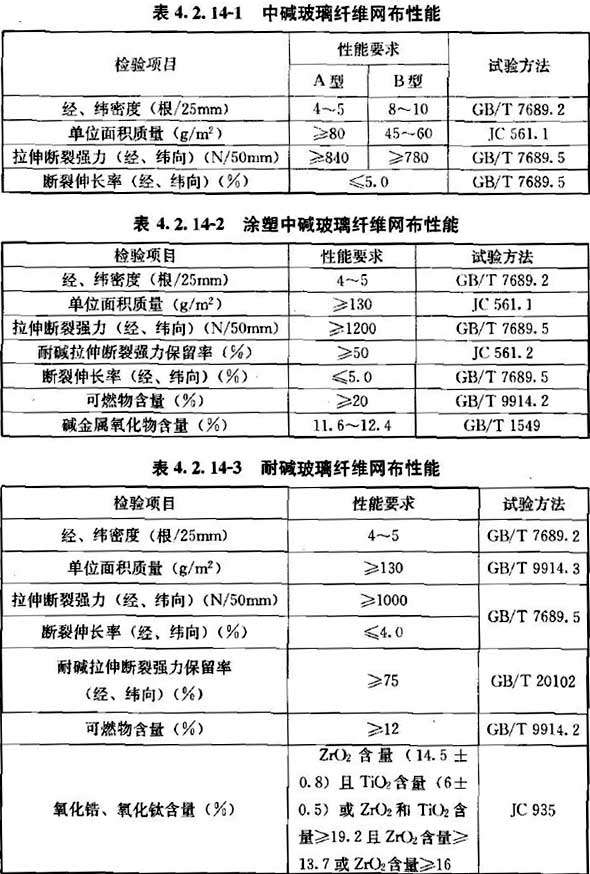 表 4.2.14-1 中碱玻璃纤维网布性能
检验项目 性能要求 试验方法
A 型 B 型
经、纬密度（根/25mm） 4～5 8～10 GB/T 7689.2
单位面积质量（g/m²） ≥80 45～60 JC 561.1
拉伸断裂强力（经、纬向）（N/50mm） ≥840 ≥780 GB/T 7689.5
断裂伸长率（经、纬向）（%） ≤5.0 GB/T 7689.5
表 4.2.14-2 涂塑中碱玻璃纤维网布性能
检验项目 性能要求 试验方法
经、纬密度（根/25mm） 4～5 GB/T 7689.2
单位面积质量（g/m²） ≥130 JC 561.1
拉伸断裂强力（经、纬向）（N/50mm） ≥1200 GB/T 7689.5
耐碱拉伸断裂强力保留率（%） ≥50 JC 561.2
断裂伸长率（经、纬向）（%） ≤5.0 GB/T 7689.5
可燃物含量（%） ≥20 GB/T 9914.2
碱金属氧化物含量（%） 11.6～12.4 GB/T 1549
表 4.2.14-3 耐碱玻璃纤维网布性能
检验项目 性能要求 试验方法
经、纬密度（根/25mm） 4～5 GB/T 7689.2
单位面积质量（g/m²） ≥130 GB/T 9914.3
拉伸断裂强力（经、纬向）（N/50mm） ≥1000 GB/T 7689.5
断裂伸长率（经、纬向）（%） ≤4.0
耐碱拉伸断裂强力保留率
（经、纬向）（%） ≥75 GB/T 20102
可燃物含量（%） ≥12 GB/T 9914.2
氧化锆、氧化钛含量（%） ZrO₂ 含量（14.5±
0.8）且 TiO₂ 含量（6±
0.5）或 ZrO₂ 和 TiO₂ 含
量≥19.2 且 ZrO₂ 含量≥
13.7 或 ZrO₂ 含量≥16 JC 935